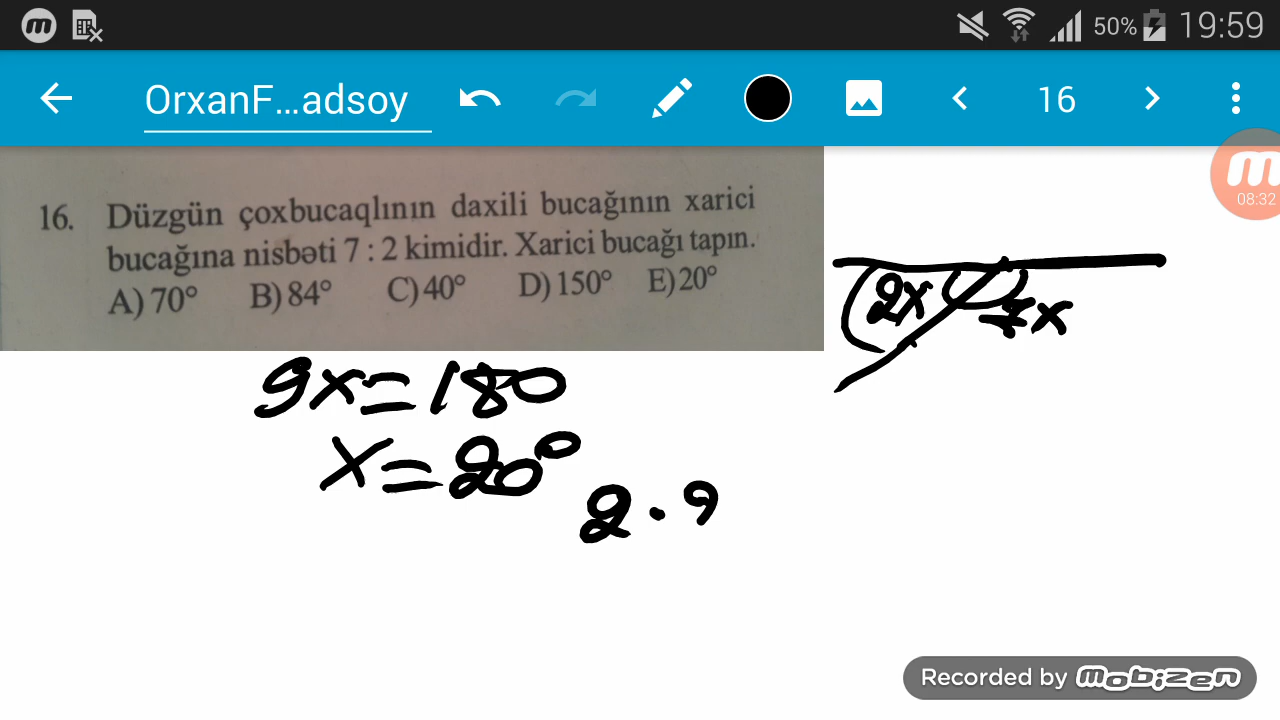 50% 19:59
OrxanF...adsoy 16
08:32
16. Düzgün çoxbucaqlının daxili bucağının xarici
bucağına nisbəti 7 : 2 kimidir. Xarici bucağı tapın.
A) 70° B) 84° C) 40° D) 150° E) 20°
2x 7x
9x=180
x=20°
2 ·
Recorded by mobizen